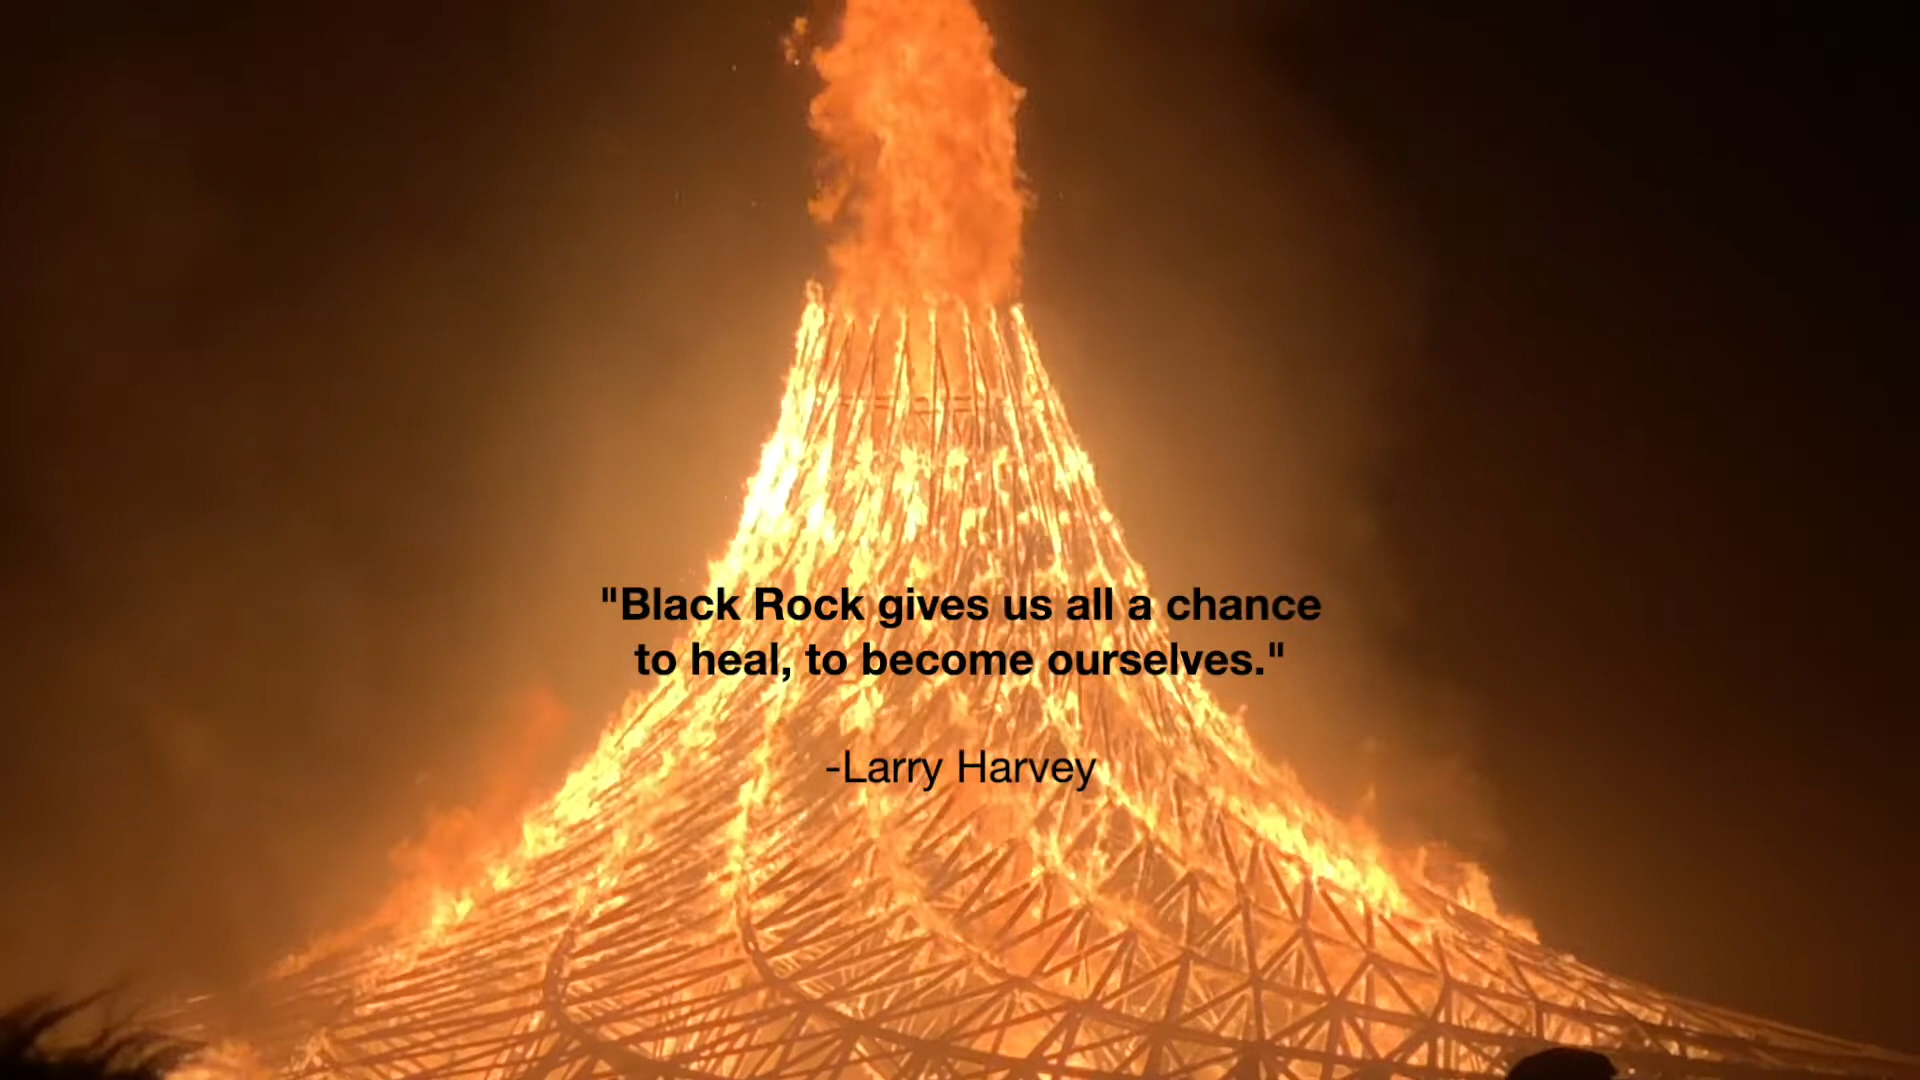 "Black Rock gives us all a chance
to heal, to become ourselves."
-Larry Harvey